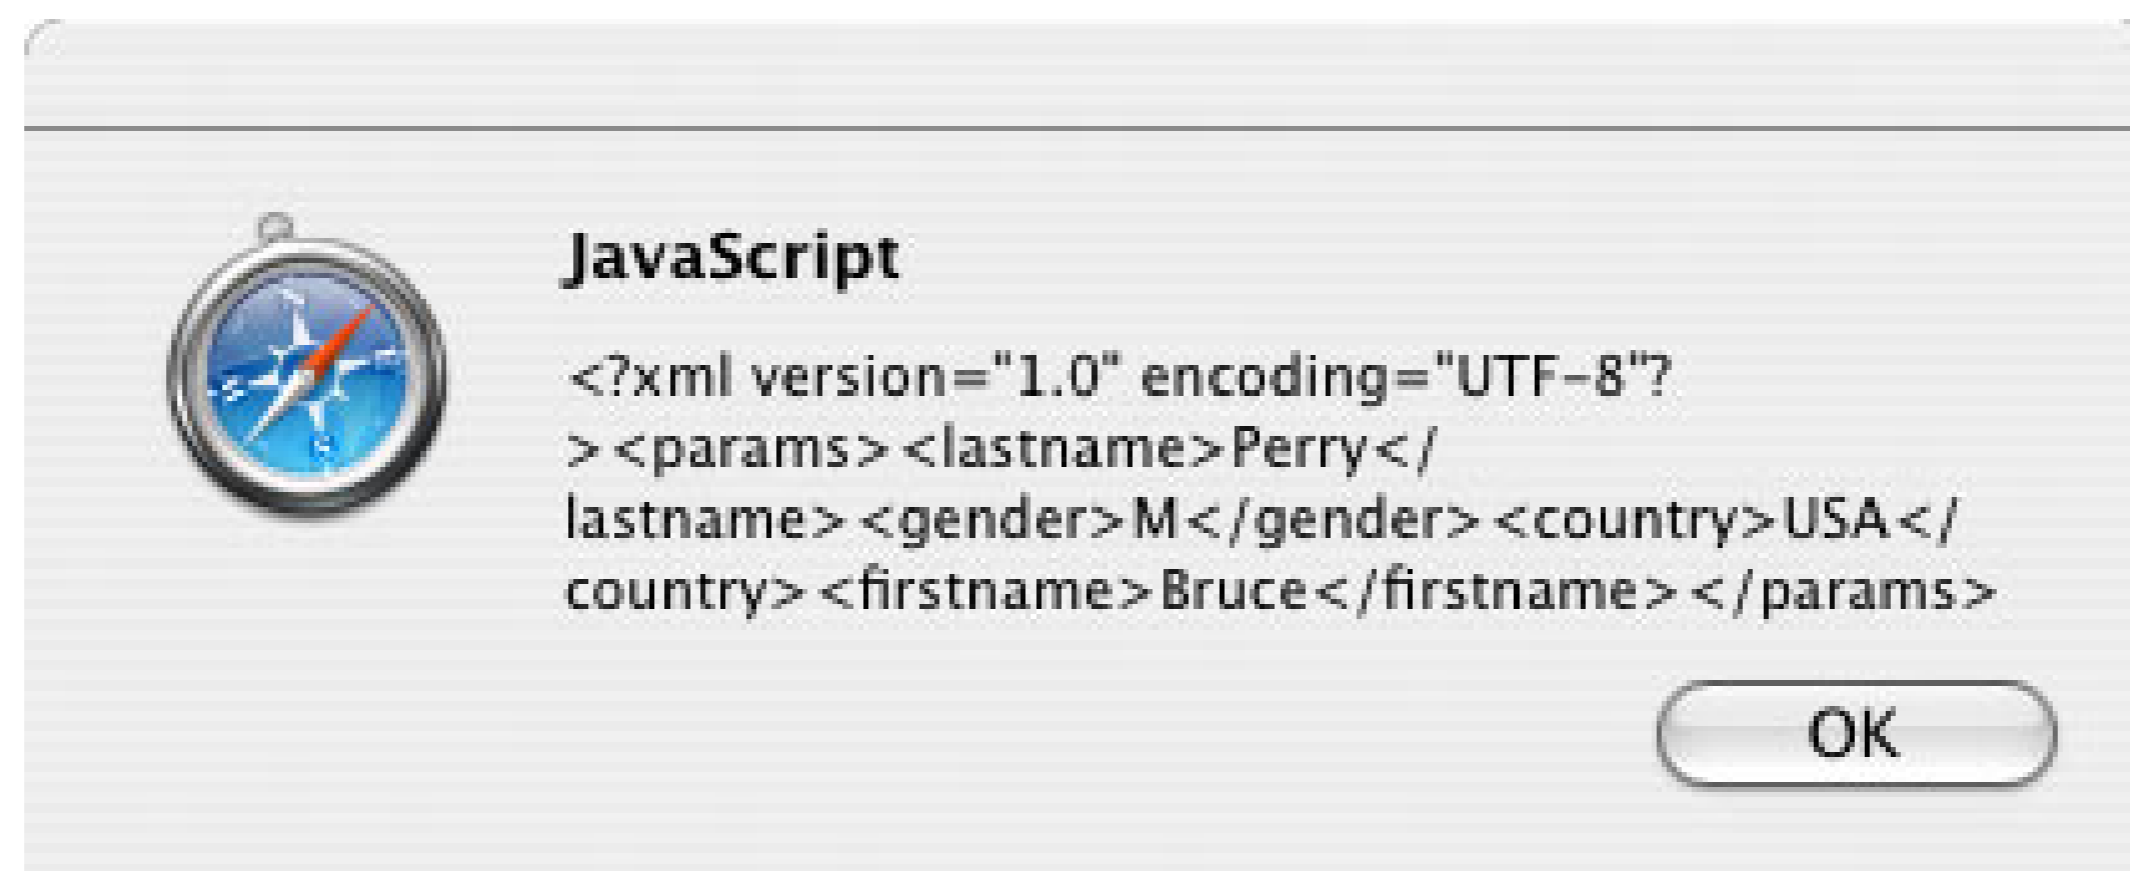 JavaScript
<?xml version="1.0" encoding="UTF-8"?
><params><lastname>Perry</
lastname><gender>M</gender><country>USA</
country><firstname>Bruce</firstname></params>
OK